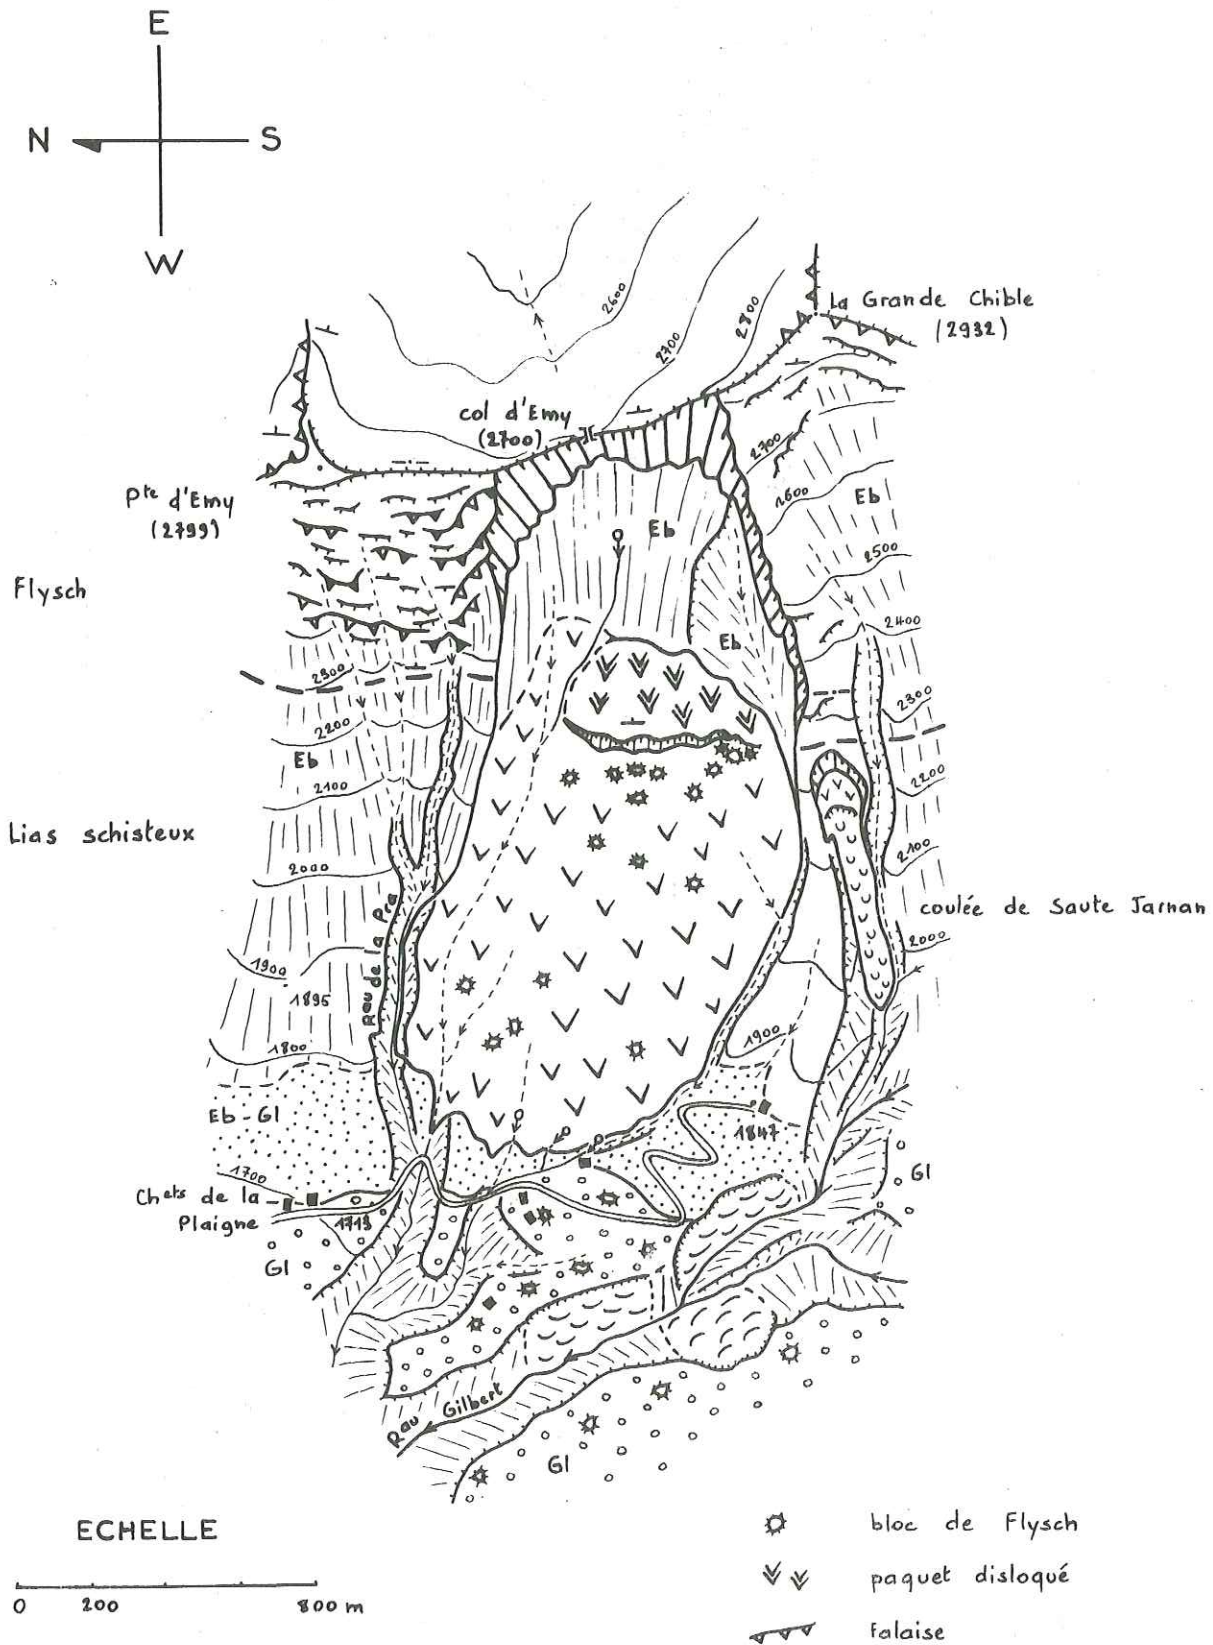 E
N
S
W
La Grande Chible
(2932)
2600
2700
2800
col d'Emy
(2700)
2700
Pte d'Emy
(2799)
2600
Eb
Eb
2500
Flysch
2400
Eb
2300
2300
2200
Eb
2200
2100
Lias schisteux
2100
2000
coulée de Saute Jarnan
2000
Rau de la Pra
1900
1895
1900
1800
Eb-Gl
1847
1700
Gl
Chets de la
Plaigne
1713
Gl
Rau Gilbert
Gl
ECHELLE
0 200 800 m
bloc de Flysch
paquet disloqué
falaise